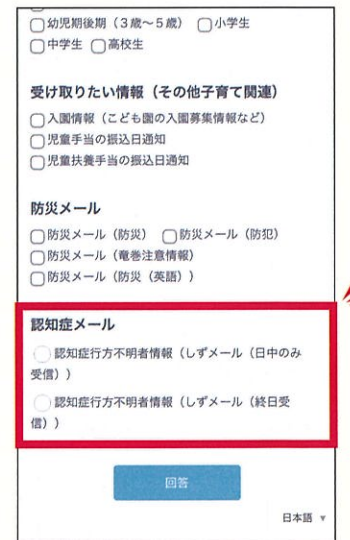 幼児期後期（３歳～５歳） 小学生
中学生 高校生
受け取りたい情報（その他子育て関連）
入園情報（こども園の入園募集情報など）
児童手当の振込日通知
児童扶養手当の振込日通知
防災メール
防災メール（防災） 防災メール（防犯）
防災メール（竜巻注意情報）
防災メール（防災（英語））
認知症メール
認知症行方不明者情報（しずメール（日中のみ
受信））
認知症行方不明者情報（しずメール（終日受
信））
回答
日本語